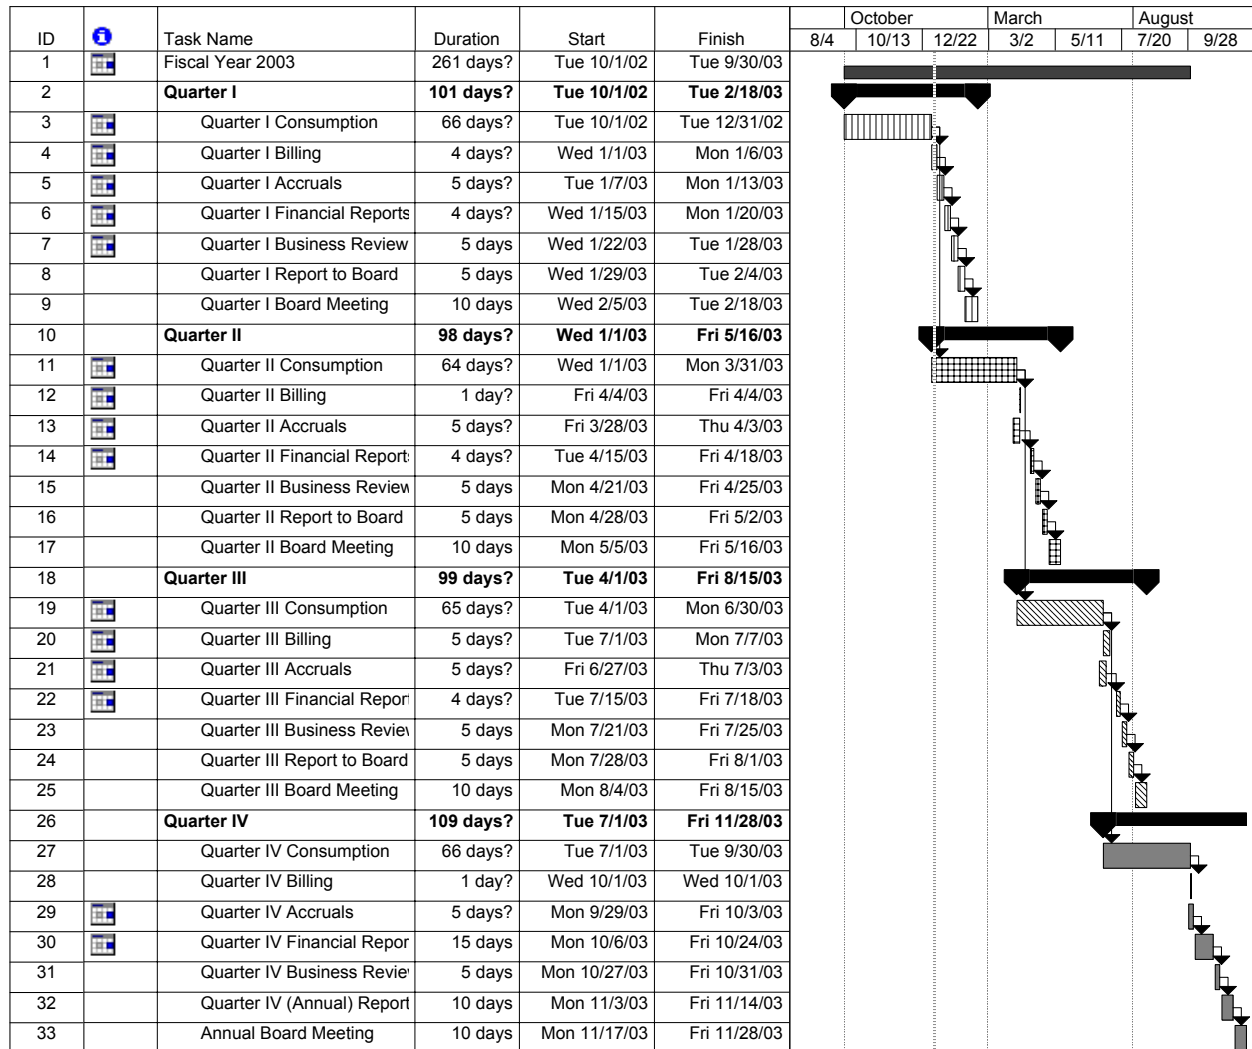 October March August
ID Task Name Duration Start Finish 8/4 10/13 12/22 3/2 5/11 7/20 9/28
1 Fiscal Year 2003 261 days? Tue 10/1/02 Tue 9/30/03
2 Quarter I 101 days? Tue 10/1/02 Tue 2/18/03
3 Quarter I Consumption 66 days? Tue 10/1/02 Tue 12/31/02
4 Quarter I Billing 4 days? Wed 1/1/03 Mon 1/6/03
5 Quarter I Accruals 5 days? Tue 1/7/03 Mon 1/13/03
6 Quarter I Financial Reports 4 days? Wed 1/15/03 Mon 1/20/03
7 Quarter I Business Review 5 days Wed 1/22/03 Tue 1/28/03
8 Quarter I Report to Board 5 days Wed 1/29/03 Tue 2/4/03
9 Quarter I Board Meeting 10 days Wed 2/5/03 Tue 2/18/03
10 Quarter II 98 days? Wed 1/1/03 Fri 5/16/03
11 Quarter II Consumption 64 days? Wed 1/1/03 Mon 3/31/03
12 Quarter II Billing 1 day? Fri 4/4/03 Fri 4/4/03
13 Quarter II Accruals 5 days? Fri 3/28/03 Thu 4/3/03
14 Quarter II Financial Report 4 days? Tue 4/15/03 Fri 4/18/03
15 Quarter II Business Review 5 days Mon 4/21/03 Fri 4/25/03
16 Quarter II Report to Board 5 days Mon 4/28/03 Fri 5/2/03
17 Quarter II Board Meeting 10 days Mon 5/5/03 Fri 5/16/03
18 Quarter III 99 days? Tue 4/1/03 Fri 8/15/03
19 Quarter III Consumption 65 days? Tue 4/1/03 Mon 6/30/03
20 Quarter III Billing 5 days? Tue 7/1/03 Mon 7/7/03
21 Quarter III Accruals 5 days? Fri 6/27/03 Thu 7/3/03
22 Quarter III Financial Repor 4 days? Tue 7/15/03 Fri 7/18/03
23 Quarter III Business Revie 5 days Mon 7/21/03 Fri 7/25/03
24 Quarter III Report to Board 5 days Mon 7/28/03 Fri 8/1/03
25 Quarter III Board Meeting 10 days Mon 8/4/03 Fri 8/15/03
26 Quarter IV 109 days? Tue 7/1/03 Fri 11/28/03
27 Quarter IV Consumption 66 days? Tue 7/1/03 Tue 9/30/03
28 Quarter IV Billing 1 day? Wed 10/1/03 Wed 10/1/03
29 Quarter IV Accruals 5 days? Mon 9/29/03 Fri 10/3/03
30 Quarter IV Financial Repor 15 days Mon 10/6/03 Fri 10/24/03
31 Quarter IV Business Revie 5 days Mon 10/27/03 Fri 10/31/03
32 Quarter IV (Annual) Report 10 days Mon 11/3/03 Fri 11/14/03
33 Annual Board Meeting 10 days Mon 11/17/03 Fri 11/28/03